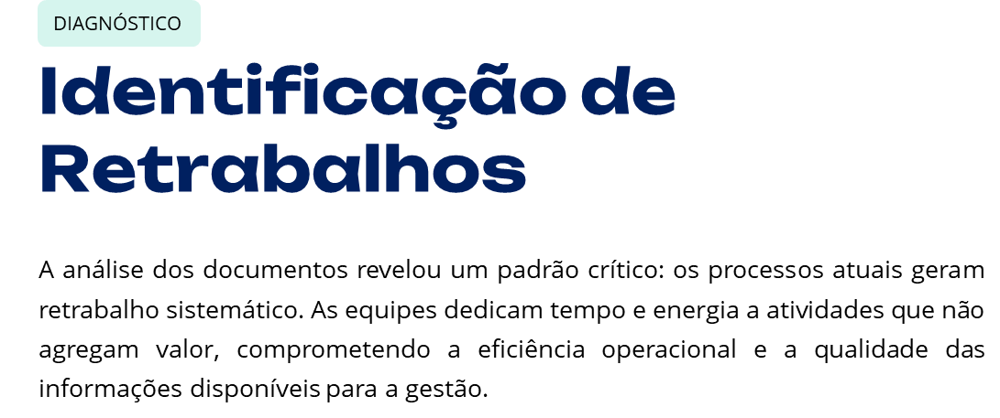 DIAGNÓSTICO
Identificação de
Retrabalhos
A análise dos documentos revelou um padrão crítico: os processos atuais geram
retrabalho sistemático. As equipes dedicam tempo e energia a atividades que não
agregam valor, comprometendo a eficiência operacional e a qualidade das
informações disponíveis para a gestão.